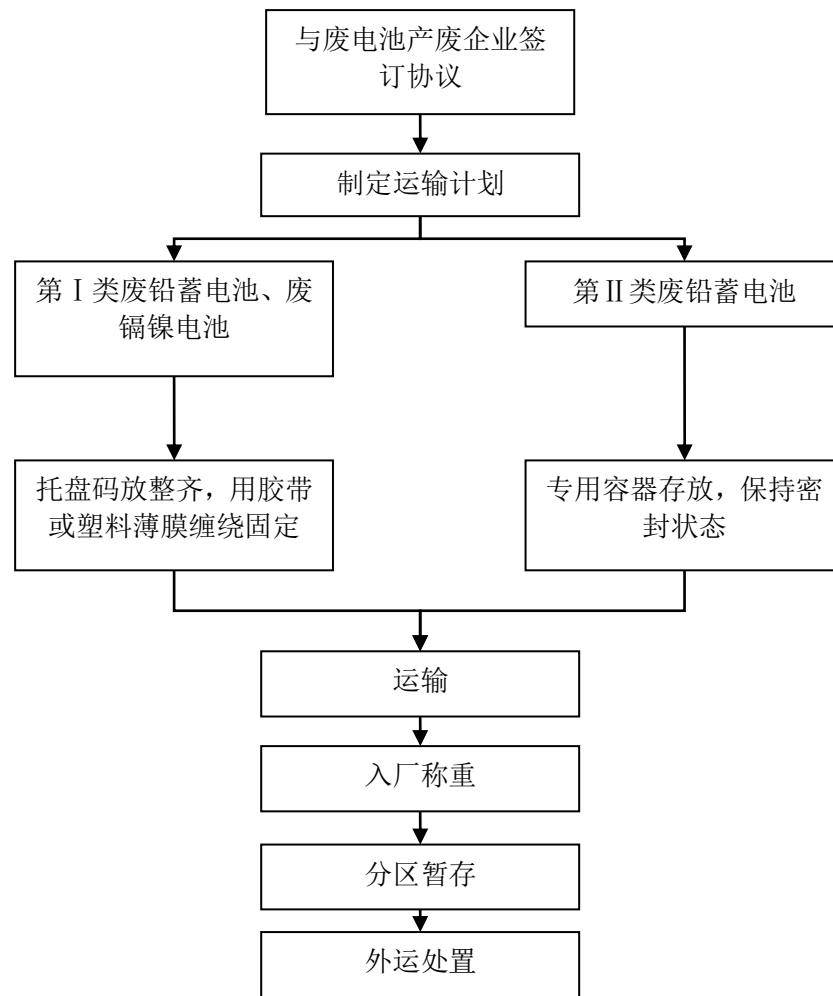 与废电池产废企业签
订协议
制定运输计划
第Ⅰ类废铅蓄电池、废
镉镍电池
第Ⅱ类废铅蓄电池
托盘码放整齐，用胶带
或塑料薄膜缠绕固定
专用容器存放，保持密
封状态
运输
入厂称重
分区暂存
外运处置